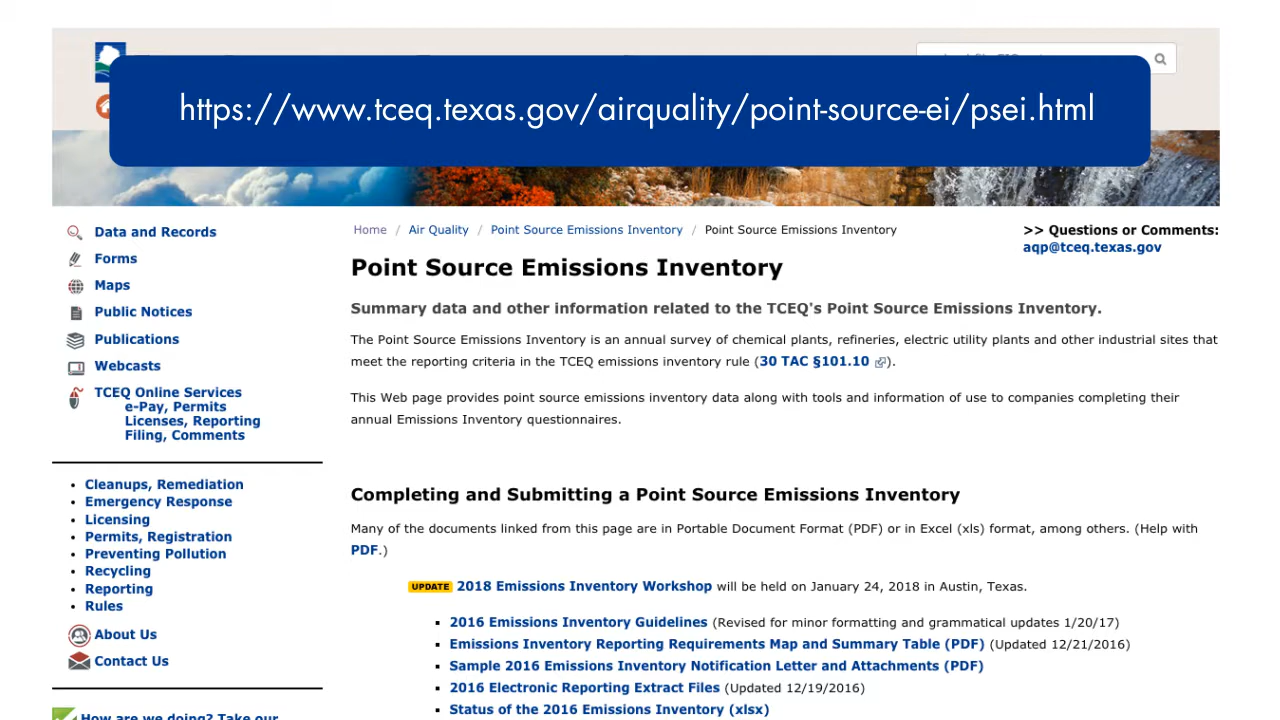 https://www.tceq.texas.gov/airquality/point-source-ei/psei.html
Data and Records
Forms
Maps
Public Notices
Publications
Webcasts
TCEQ Online Services
e-Pay, Permits
Licenses, Reporting
Filing, Comments
Cleanups, Remediation
Emergency Response
Licensing
Permits, Registration
Preventing Pollution
Recycling
Reporting
Rules
About Us
Contact Us
How are we doing? Take our
Home / Air Quality / Point Source Emissions Inventory / Point Source Emissions Inventory
>> Questions or Comments:
aqp@tceq.texas.gov
Point Source Emissions Inventory
Summary data and other information related to the TCEQ's Point Source Emissions Inventory.
The Point Source Emissions Inventory is an annual survey of chemical plants, refineries, electric utility plants and other industrial sites that
meet the reporting criteria in the TCEQ emissions inventory rule (30 TAC §101.10 ).
This Web page provides point source emissions inventory data along with tools and information of use to companies completing their
annual Emissions Inventory questionnaires.
Completing and Submitting a Point Source Emissions Inventory
Many of the documents linked from this page are in Portable Document Format (PDF) or in Excel (xls) format, among others. (Help with
PDF.)
UPDATE 2018 Emissions Inventory Workshop will be held on January 24, 2018 in Austin, Texas.
2016 Emissions Inventory Guidelines (Revised for minor formatting and grammatical updates 1/20/17)
Emissions Inventory Reporting Requirements Map and Summary Table (PDF) (Updated 12/21/2016)
Sample 2016 Emissions Inventory Notification Letter and Attachments (PDF)
2016 Electronic Reporting Extract Files (Updated 12/19/2016)
Status of the 2016 Emissions Inventory (xlsx)